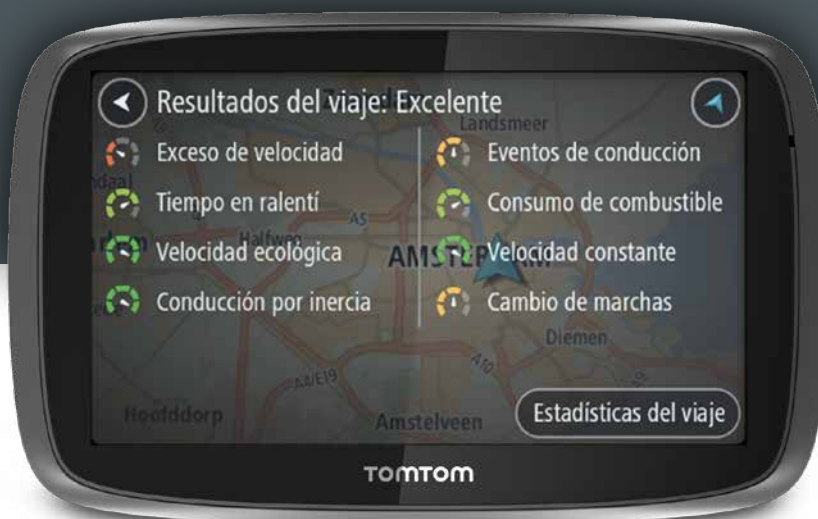 Resultados del viaje: Excelente
Landsmeer
Exceso de velocidad
Eventos de conducción
Tiempo en ralentí
Consumo de combustible
A5
Halfweg
Velocidad ecológica
AMSTERDAM
Velocidad constante
Conducción por inercia
Cambio de marchas
Diemen
A10
A4/E19
Hoofddorp
Amstelveen
Estadísticas del viaje
TOMTOM